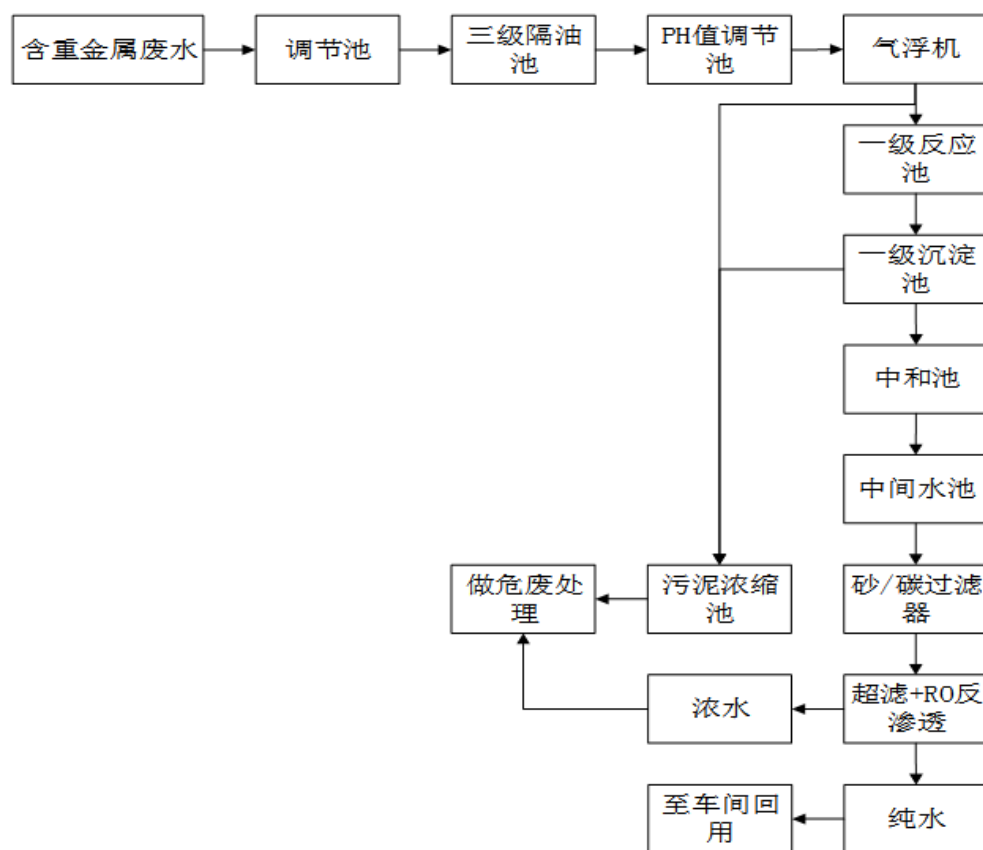 含重金属废水
调节池
三级隔油
池
PH值调节
池
气浮机
一级反应
池
一级沉淀
池
中和池
中间水池
做危废处
理
污泥浓缩
池
砂/碳过滤
器
浓水
超滤+RO反
渗透
至车间回
用
纯水